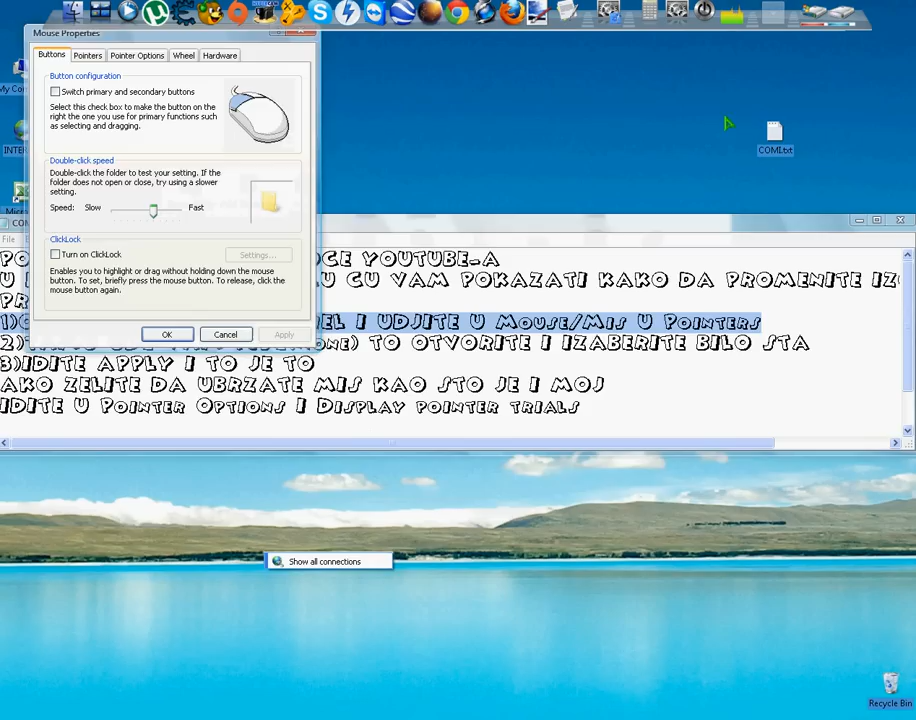 Mouse Properties
Buttons
Pointers
Pointer Options
Wheel
Hardware
Button configuration
Switch primary and secondary buttons
Select this check box to make the button on the
right the one you use for primary functions such
as selecting and dragging.
Double-click speed
Double-click the folder to test your setting. If the
folder does not open or close, try using a slower
setting.
Speed: Slow Fast
ClickLock
Turn on ClickLock
Settings...
Enables you to highlight or drag without holding down the mouse
button. To set, briefly press the mouse button. To release, click the
mouse button again.
OK
Cancel
Apply
My Co
INTER
COMI.txt
File
YOUTUBE-A
CU VAM POKAZATI KAKO DA PROMENITE
PR
1) I UDJITE U Mouse/Mis U Pointers
2) TO OTVORITE I IZABERITE BILO STA
3)IDITE APPLY I TO JE TO
AKO ZELITE DA UBRZATE MIS KAO STO JE I MOJ
IDITE U Pointer Options I Display pointer trials
Show all connections
Recycle Bin